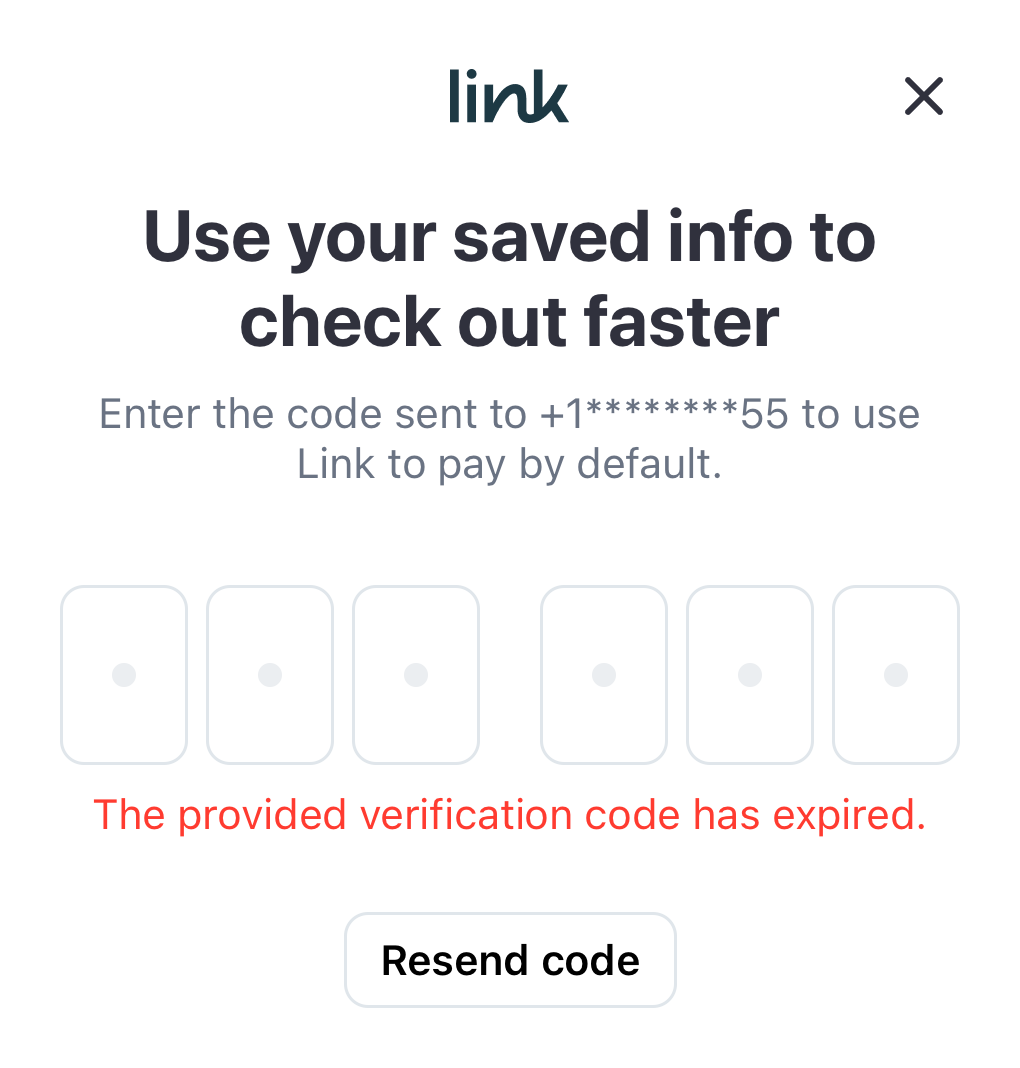 link
Use your saved info to
check out faster
Enter the code sent to +1********55 to use
Link to pay by default.
The provided verification code has expired.
Resend code